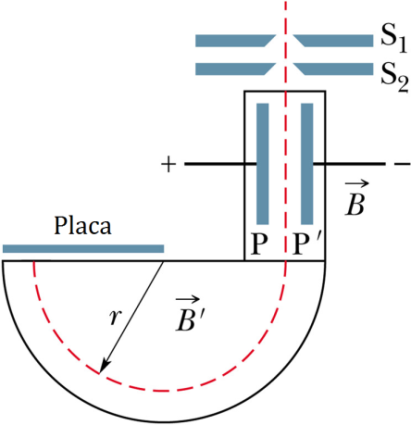 S₁
S₂
+ −
B⃗
P P′
Placa
r
B⃗′